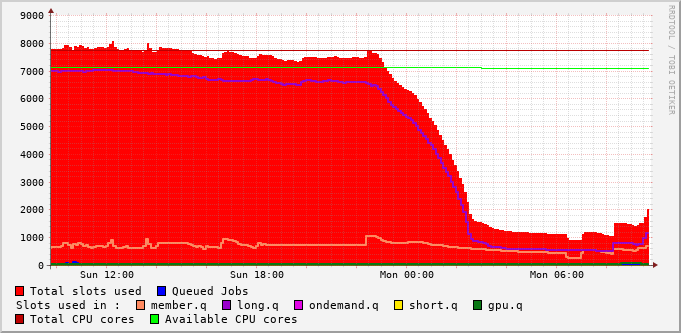 9000
8000
7000
6000
5000
4000
3000
2000
1000
0
Sun 12:00 Sun 18:00 Mon 00:00 Mon 06:00
Total slots used Queued Jobs
Slots used in : member.q long.q ondemand.q short.q gpu.q
Total CPU cores Available CPU cores
RRDTOOL / TOBI OETIKER